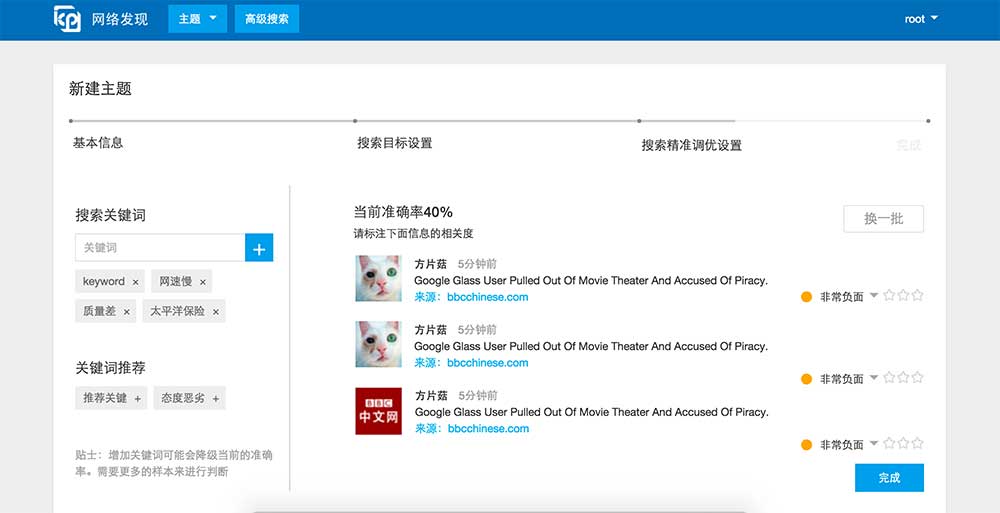 kp 网络发现 主题 高级搜索 root
新建主题
基本信息 搜索目标设置 搜索精准调优设置 完成
搜索关键词
关键词 +
keyword × 网速慢 ×
质量差 × 太平洋保险 ×
关键词推荐
推荐关键 + 态度恶劣 +
贴士：增加关键词可能会降级当前的准确
率。需要更多的样本来进行判断
当前准确率40% 换一批
请标注下面信息的相关度
方片菇 5分钟前
Google Glass User Pulled Out Of Movie Theater And Accused Of Piracy.
来源：bbcchinese.com
非常负面
方片菇 5分钟前
Google Glass User Pulled Out Of Movie Theater And Accused Of Piracy.
来源：bbcchinese.com
非常负面
BBC
中文网
方片菇 5分钟前
Google Glass User Pulled Out Of Movie Theater And Accused Of Piracy.
来源：bbcchinese.com
非常负面
完成